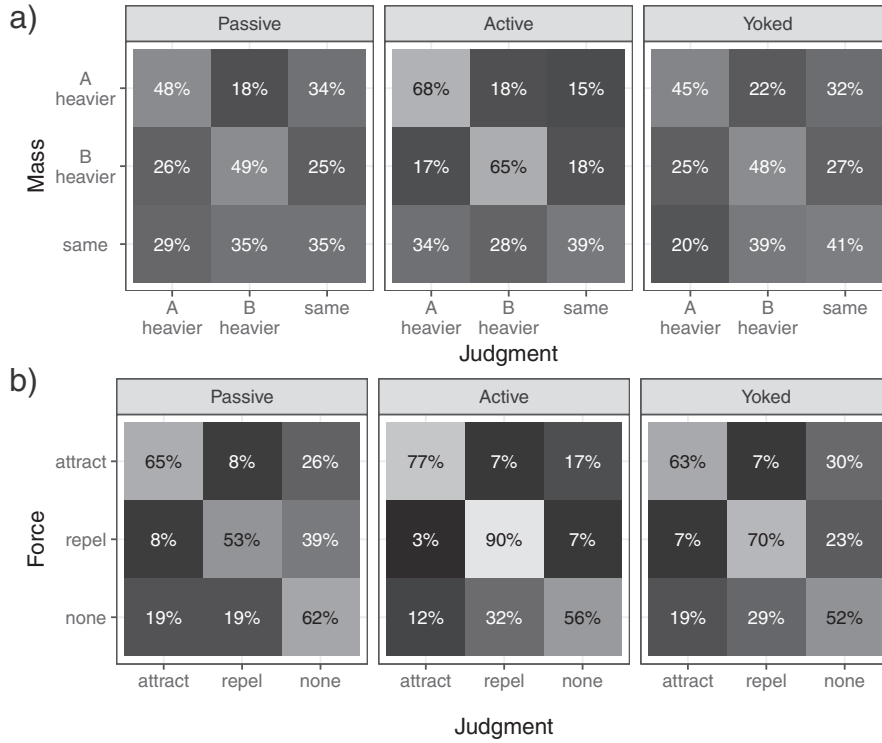 a)
Passive Active Yoked
Mass
A heavier 48% 18% 34% 68% 18% 15% 45% 22% 32%
B heavier 26% 49% 25% 17% 65% 18% 25% 48% 27%
same 29% 35% 35% 34% 28% 39% 20% 39% 41%
A heavier B heavier same A heavier B heavier same A heavier B heavier same
Judgment
b)
Passive Active Yoked
Force
attract 65% 8% 26% 77% 7% 17% 63% 7% 30%
repel 8% 53% 39% 3% 90% 7% 7% 70% 23%
none 19% 19% 62% 12% 32% 56% 19% 29% 52%
attract repel none attract repel none attract repel none
Judgment